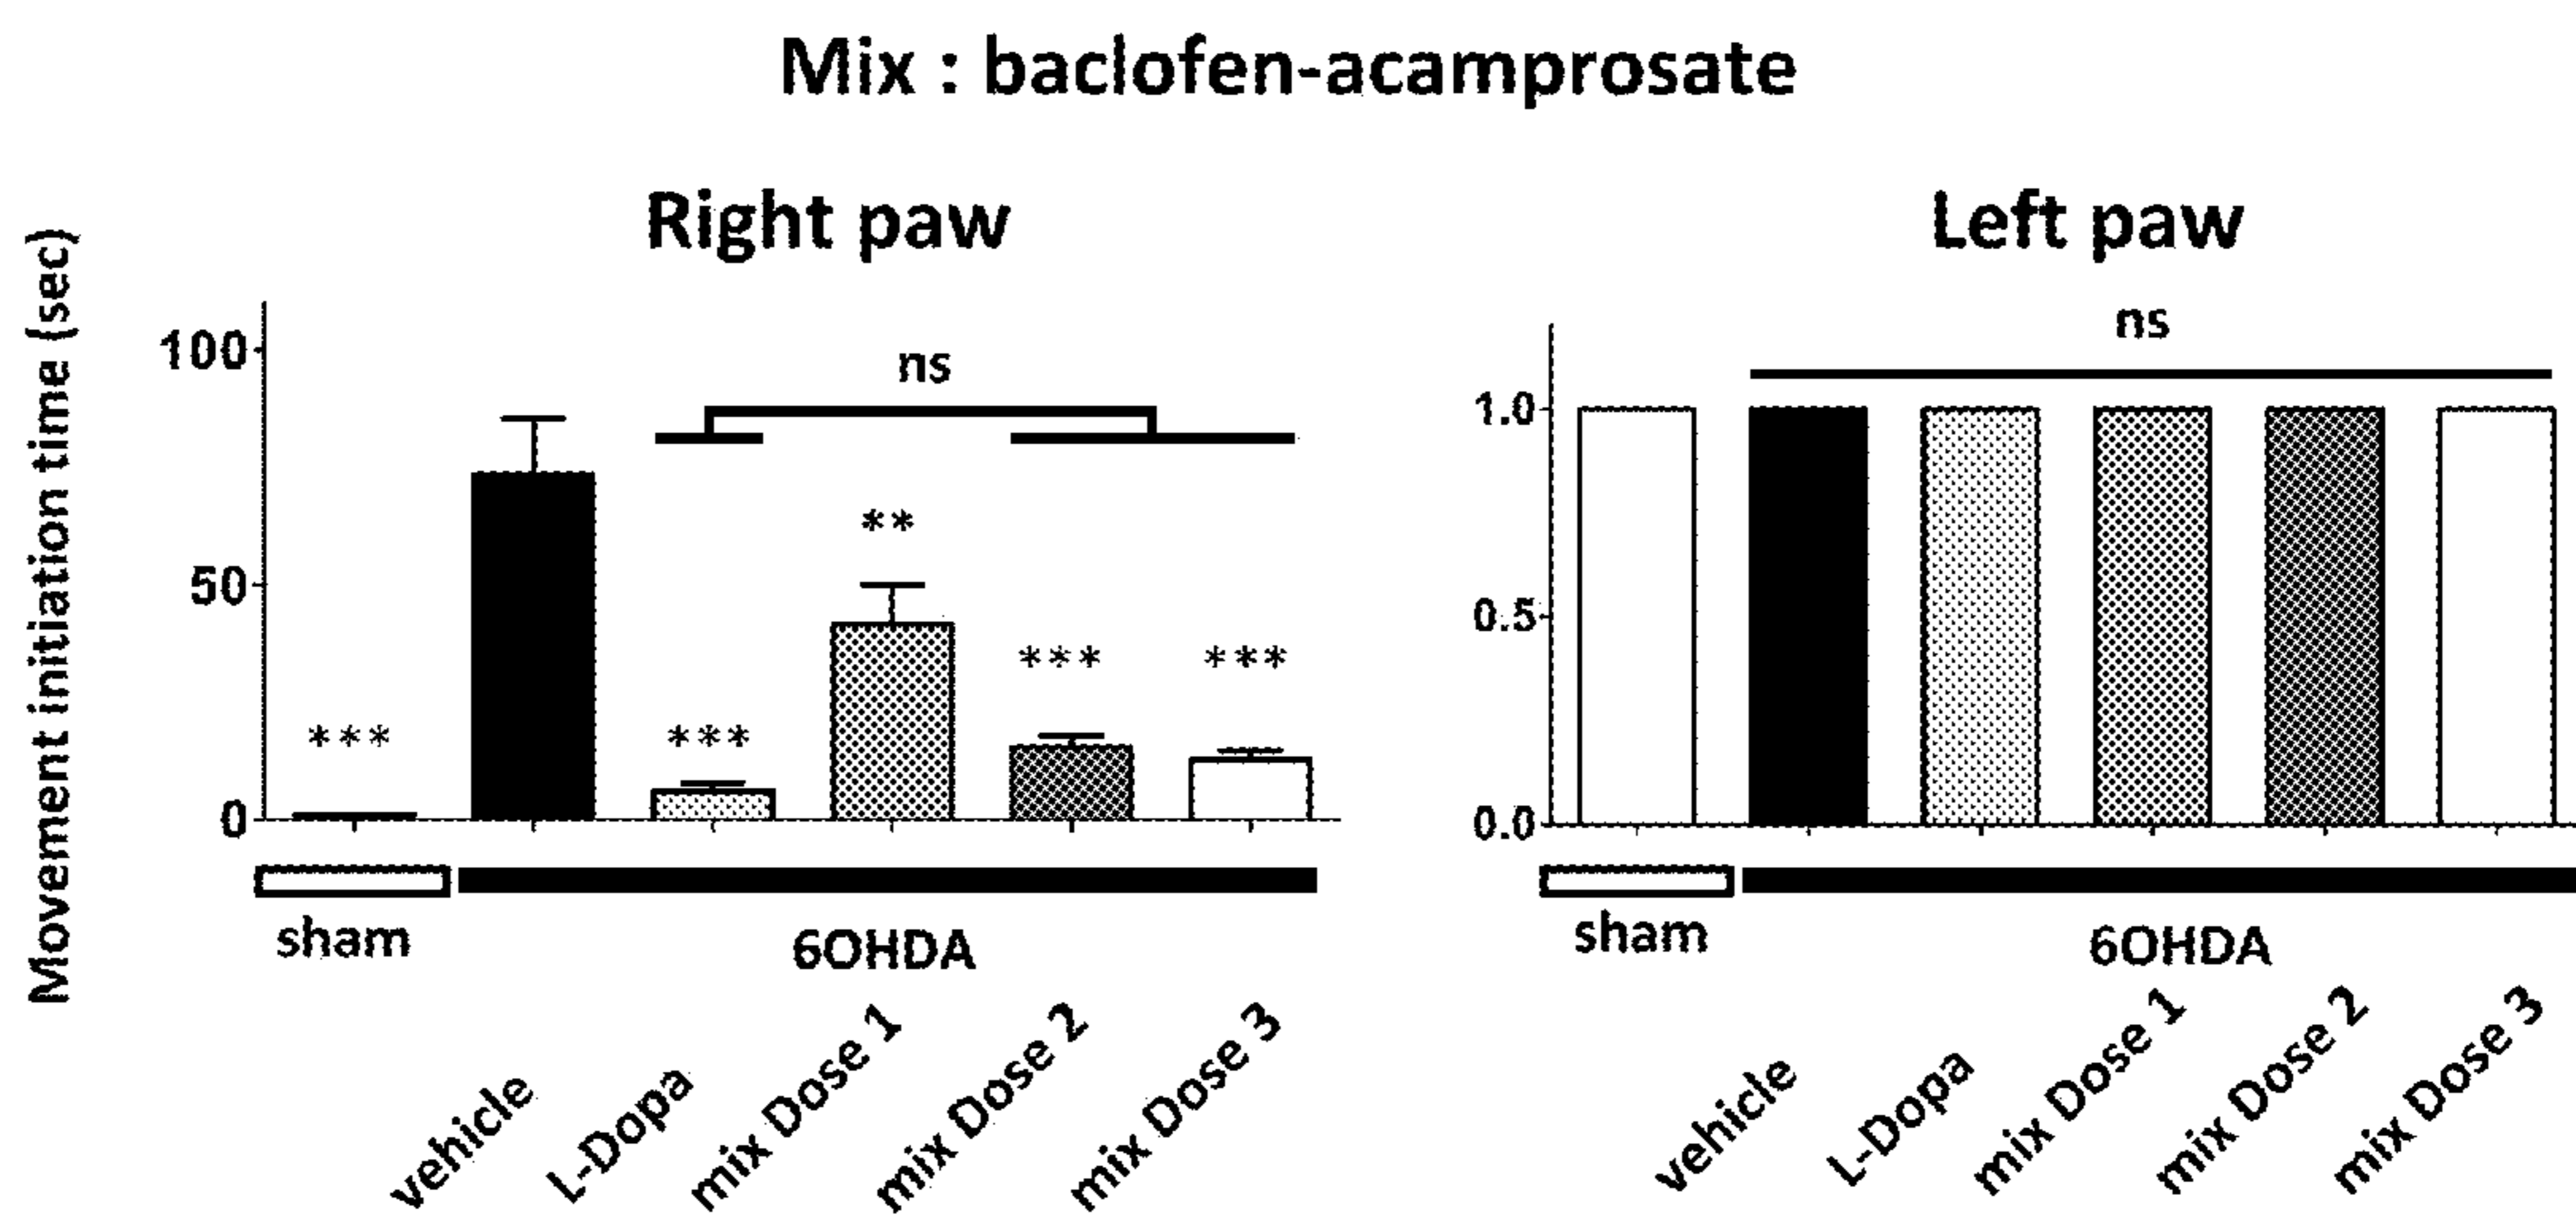 Mix : baclofen-acamprosate
Right paw
Movement initiation time (sec)
100
50
0
ns
***
***
**
***
***
sham
6OHDA
vehicle
L-Dopa
mix Dose 1
mix Dose 2
mix Dose 3
Left paw
ns
1.0
0.5
0.0
sham
6OHDA
vehicle
L-Dopa
mix Dose 1
mix Dose 2
mix Dose 3